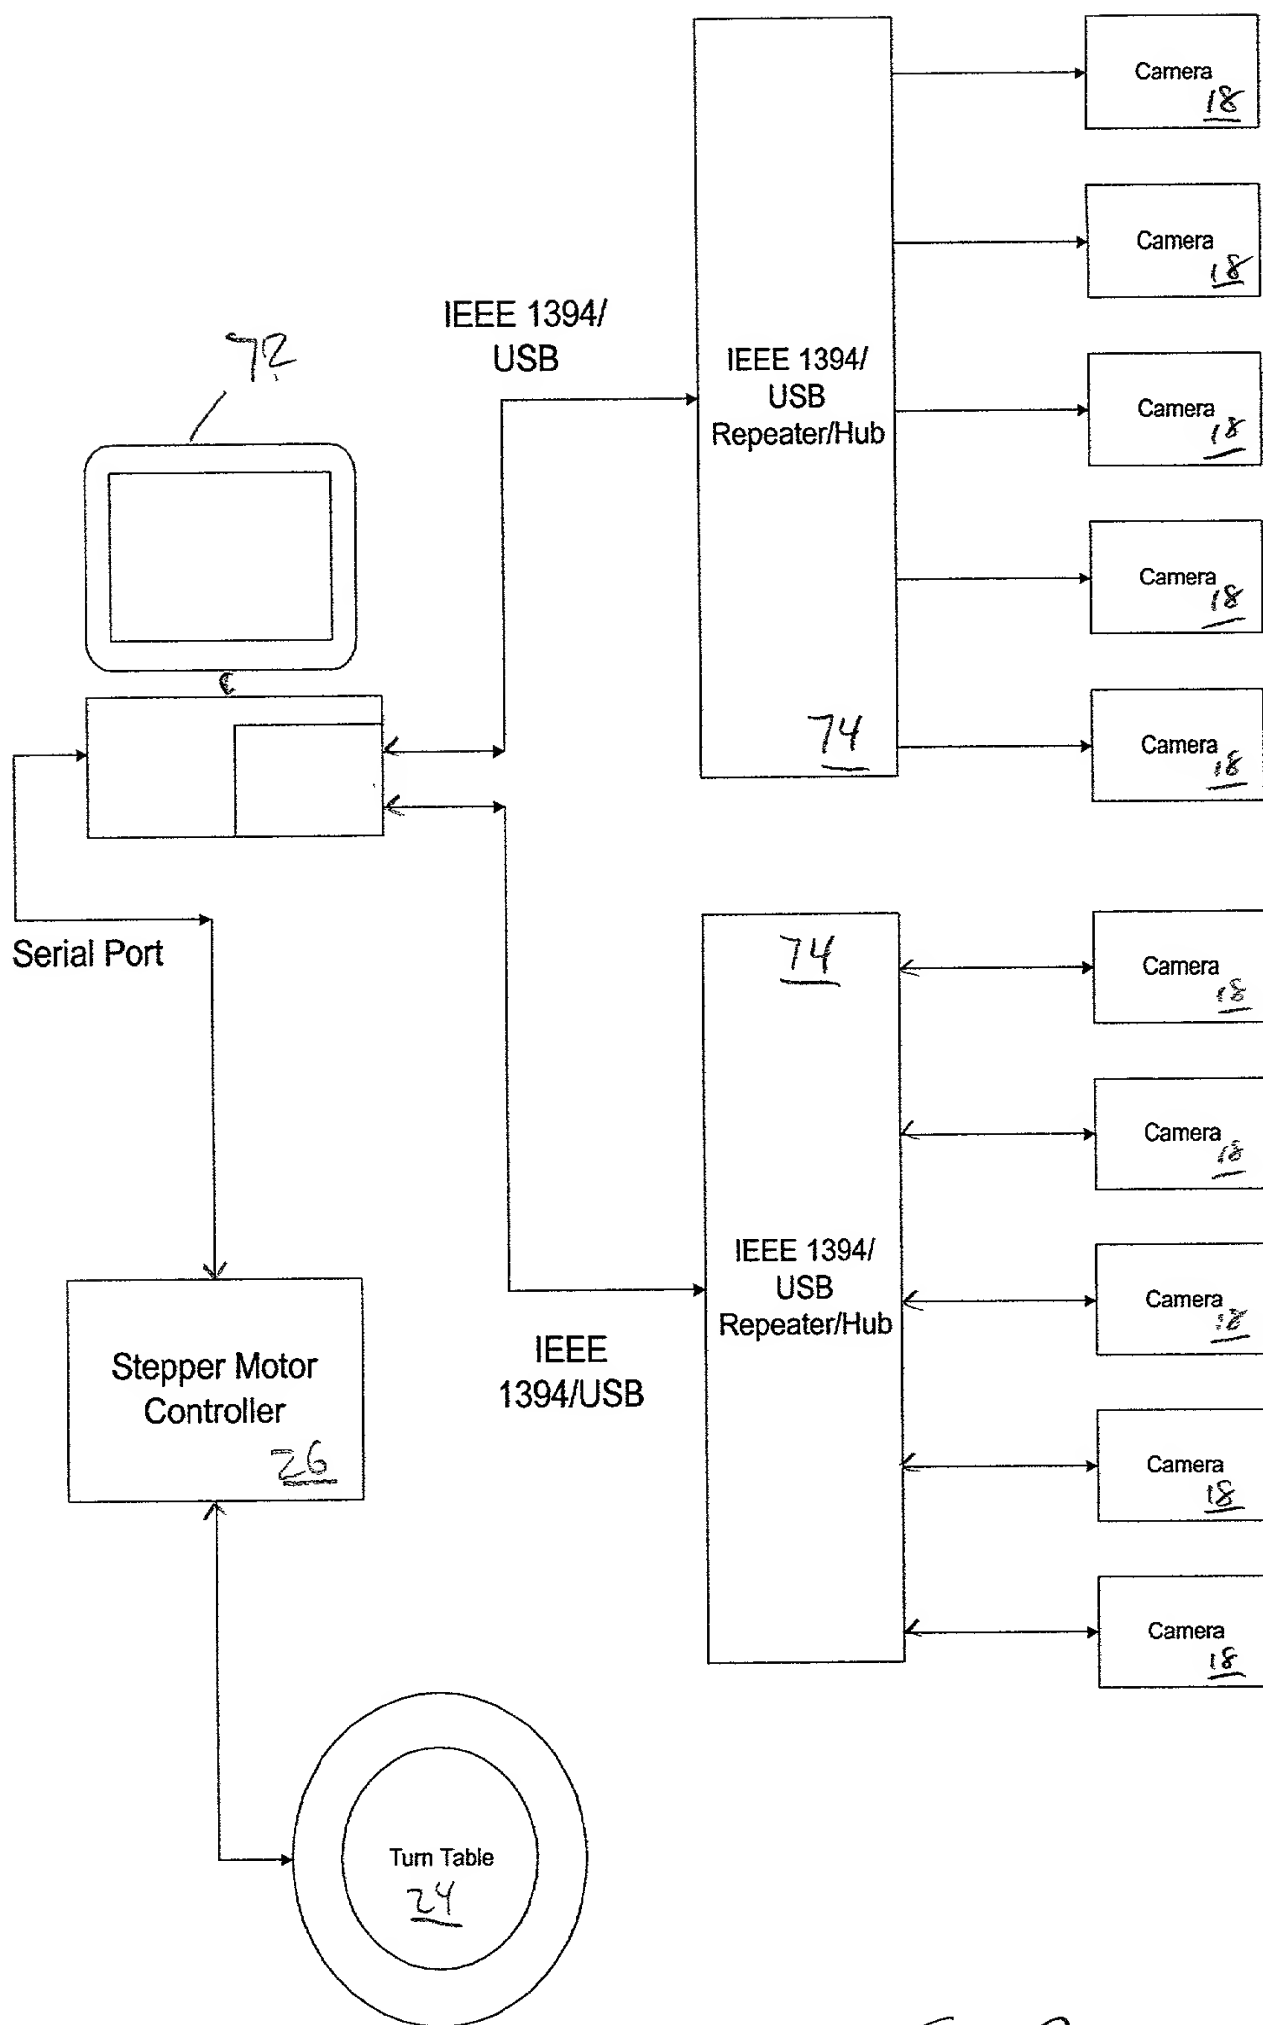 72
IEEE 1394/
USB
IEEE 1394/
USB
Repeater/Hub
74
Camera
18
Camera
18
Camera
18
Camera
18
Camera
18
Serial Port
74
IEEE 1394/
USB
Repeater/Hub
IEEE
1394/USB
Camera
18
Camera
18
Camera
18
Camera
18
Camera
18
Stepper Motor
Controller
26
Turn Table
24